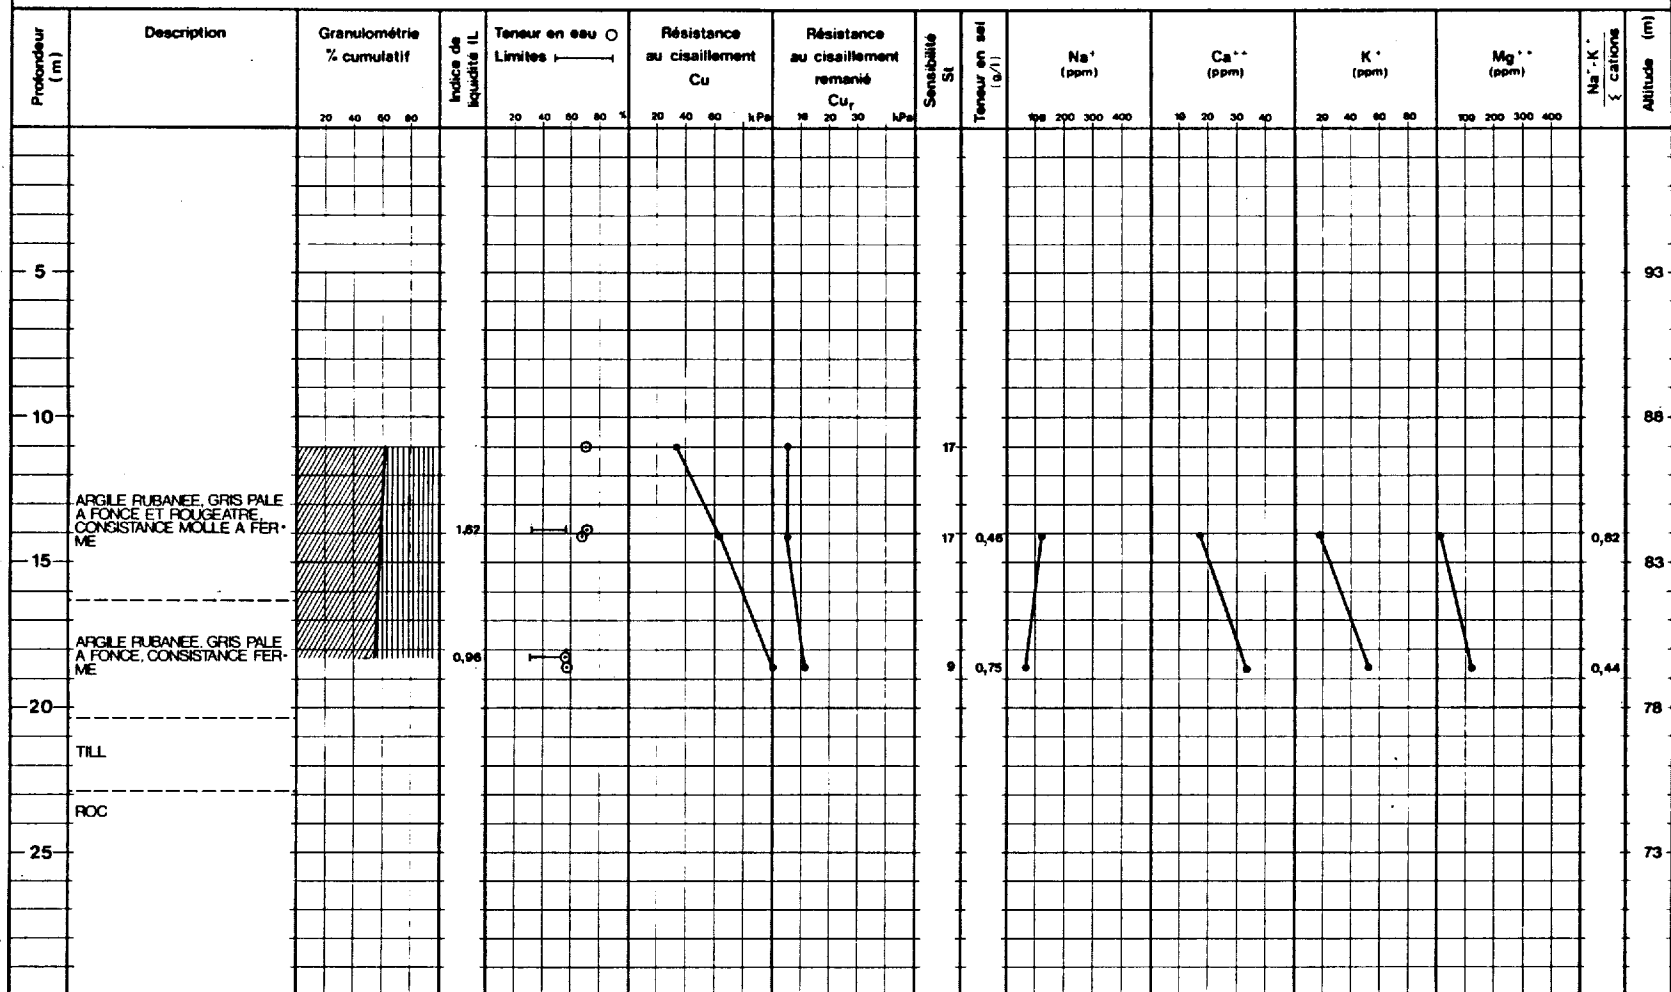 Profondeur
(m)
Description
Granulométrie
% cumulatif
20 40 60 80
Indice de
liquidité IL
Teneur en eau
Limites
20 40 60 80 %
Résistance
au cisaillement
Cu
20 40 60 kPa
Résistance
au cisaillement
remanié
Cur
10 30 kPa
Sensibilité
St
Teneur en sel
(g/l)
Na+
(ppm)
100 200 300 400
Ca++
(ppm)
10 20 30 40
K+
(ppm)
20 40 60 80
Mg++
(ppm)
100 200 300 400
Na+-K+
Σ cations
Altitude (m)
5 93
10 88
17
ARGILE RUBANEE, GRIS PALE
A FONCE ET ROUGEATRE,
CONSISTANCE MOLLE A FER-
ME
1,62 17 0,46 0,82
15 83
ARGILE RUBANEE, GRIS PALE
A FONCE, CONSISTANCE FER-
ME
0,96 9 0,75 0,44
20 78
TILL
ROC
25 73